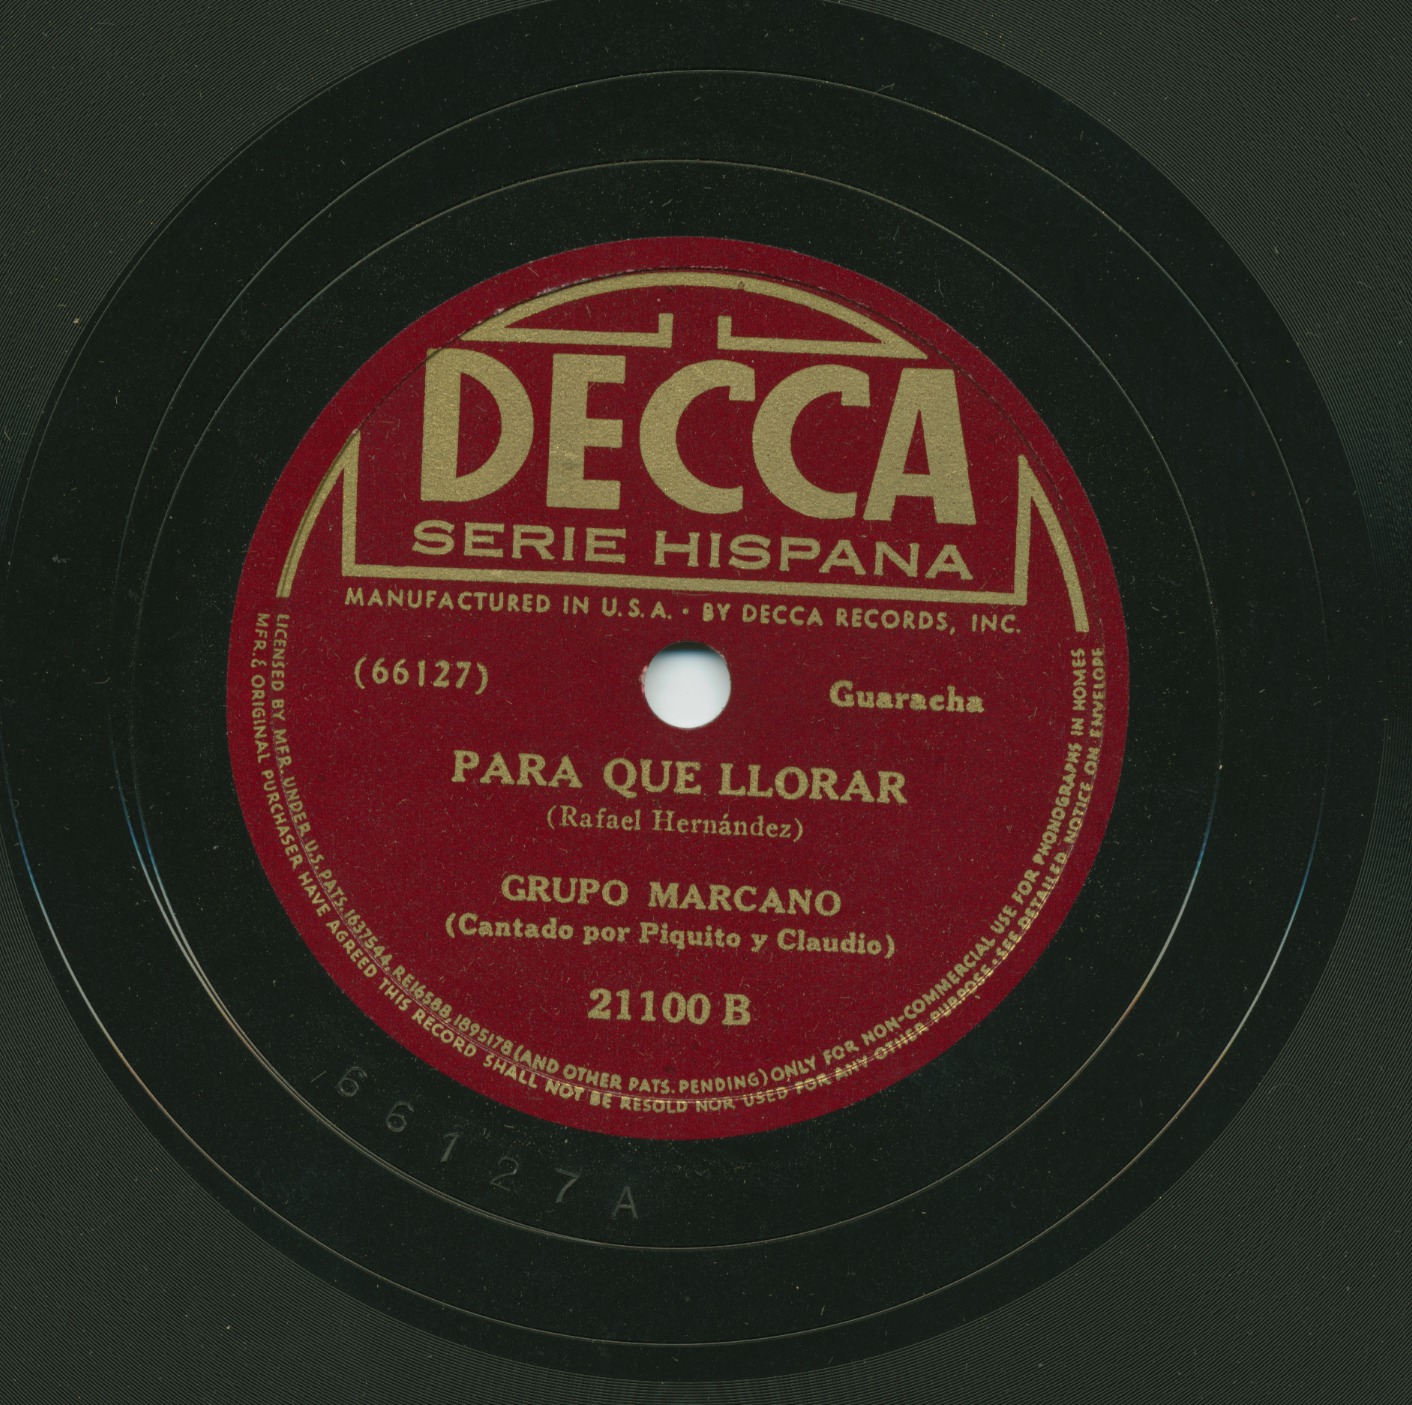 DECCA
SERIE HISPANA
MANUFACTURED IN U.S.A. • BY DECCA RECORDS, INC.
(66127)
Guaracha
PARA QUE LLORAR
(Rafael Hernández)
GRUPO MARCANO
(Cantado por Piquito y Claudio)
21100 B
LICENSED BY MFR. UNDER U.S. PATS. 1637544, RE16588, 1895178 (AND OTHER PATS. PENDING) ONLY FOR NON-COMMERCIAL USE FOR PHONOGRAPHS IN HOMES
MFR. & ORIGINAL PURCHASER HAVE AGREED THIS RECORD SHALL NOT BE RESOLD NOR USED FOR ANY OTHER PURPOSE • SEE DETAILED NOTICE ON ENVELOPE
66127A